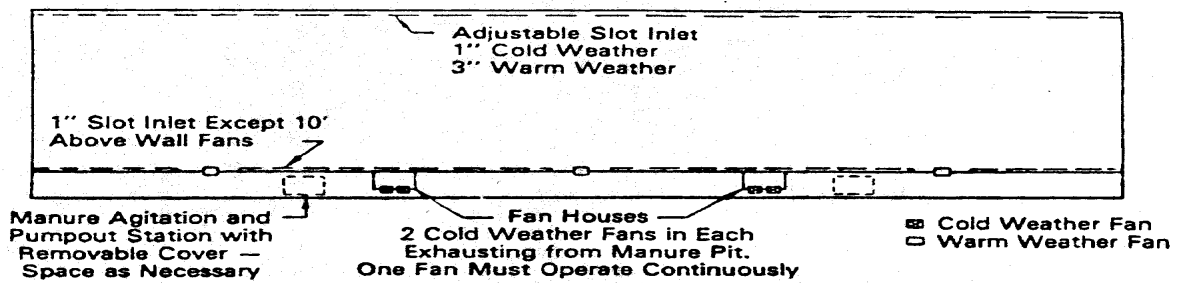 Adjustable Slot Inlet
1" Cold Weather
3" Warm Weather
1" Slot Inlet Except 10'
Above Wall Fans
Manure Agitation and
Pumpout Station with
Removable Cover —
Space as Necessary
Fan Houses
2 Cold Weather Fans in Each
Exhausting from Manure Pit.
One Fan Must Operate Continuously
Cold Weather Fan
Warm Weather Fan